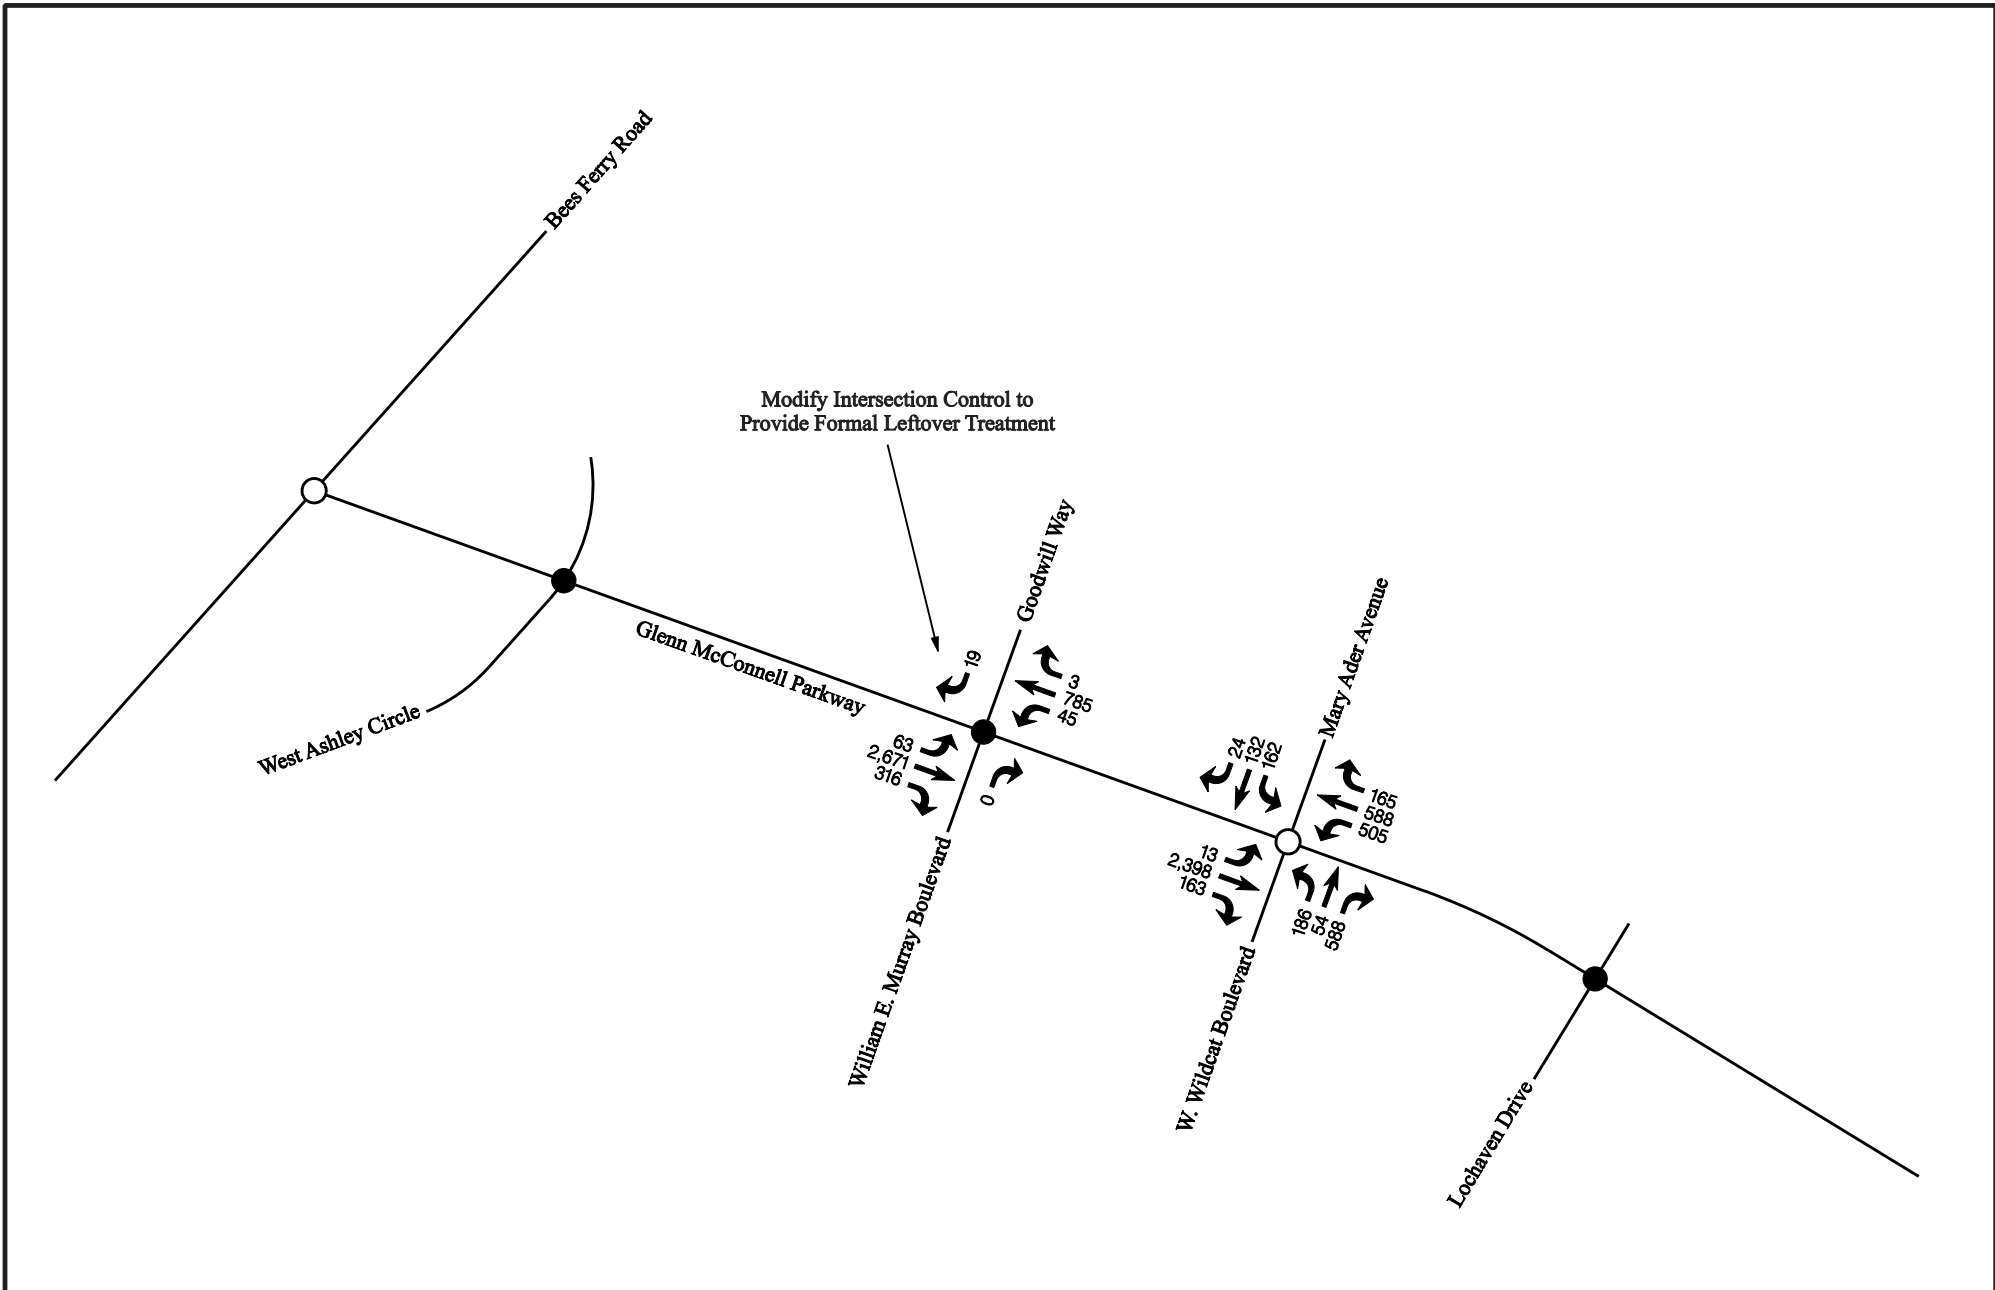 Bees Ferry Road
Modify Intersection Control to
Provide Formal Leftover Treatment
Goodwill Way
Mary Ader Avenue
Glenn McConnell Parkway
West Ashley Circle
19
3
785
45
63
2,671
316
0
24
132
162
165
588
505
13
2,398
163
186
54
588
William E. Murray Boulevard
W. Wildcat Boulevard
Lochaven Drive